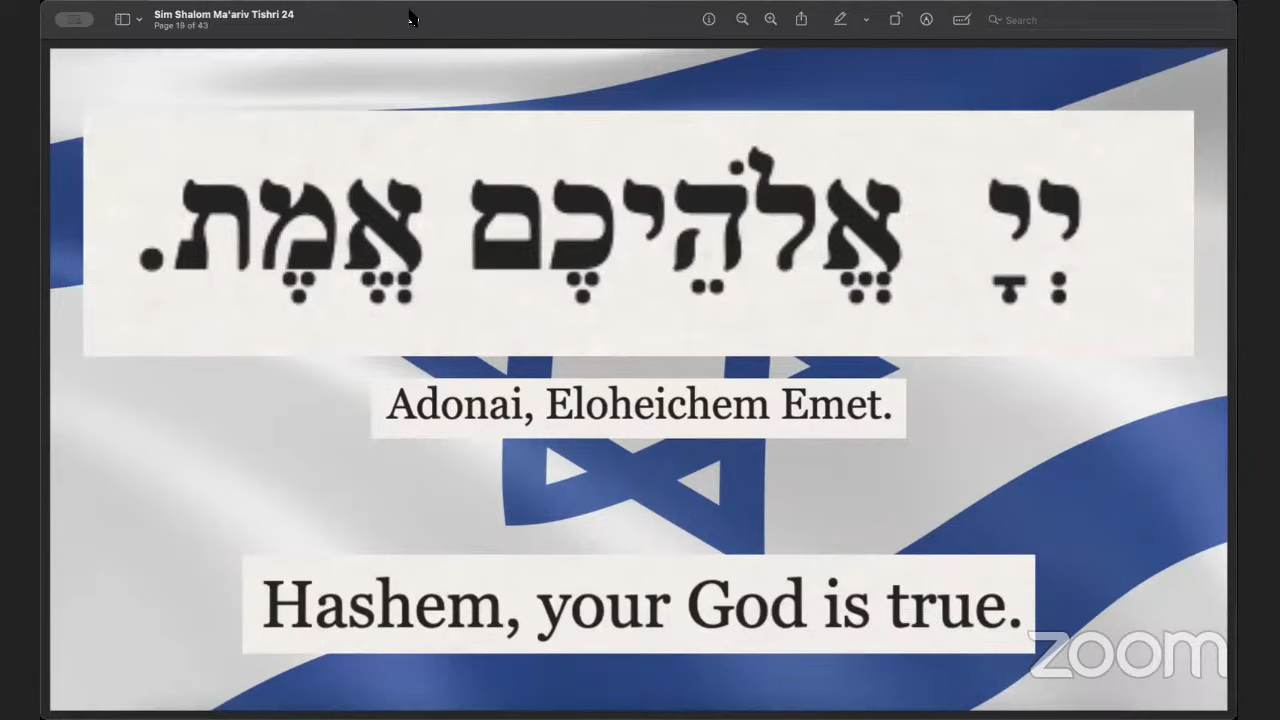 Sim Shalom Ma'ariv Tishri 24
Page 19 of 43
Search
יְיָ אֱלֹהֵיכֶם אֱמֶת.
Adonai, Eloheichem Emet.
Hashem, your God is true.
zoom